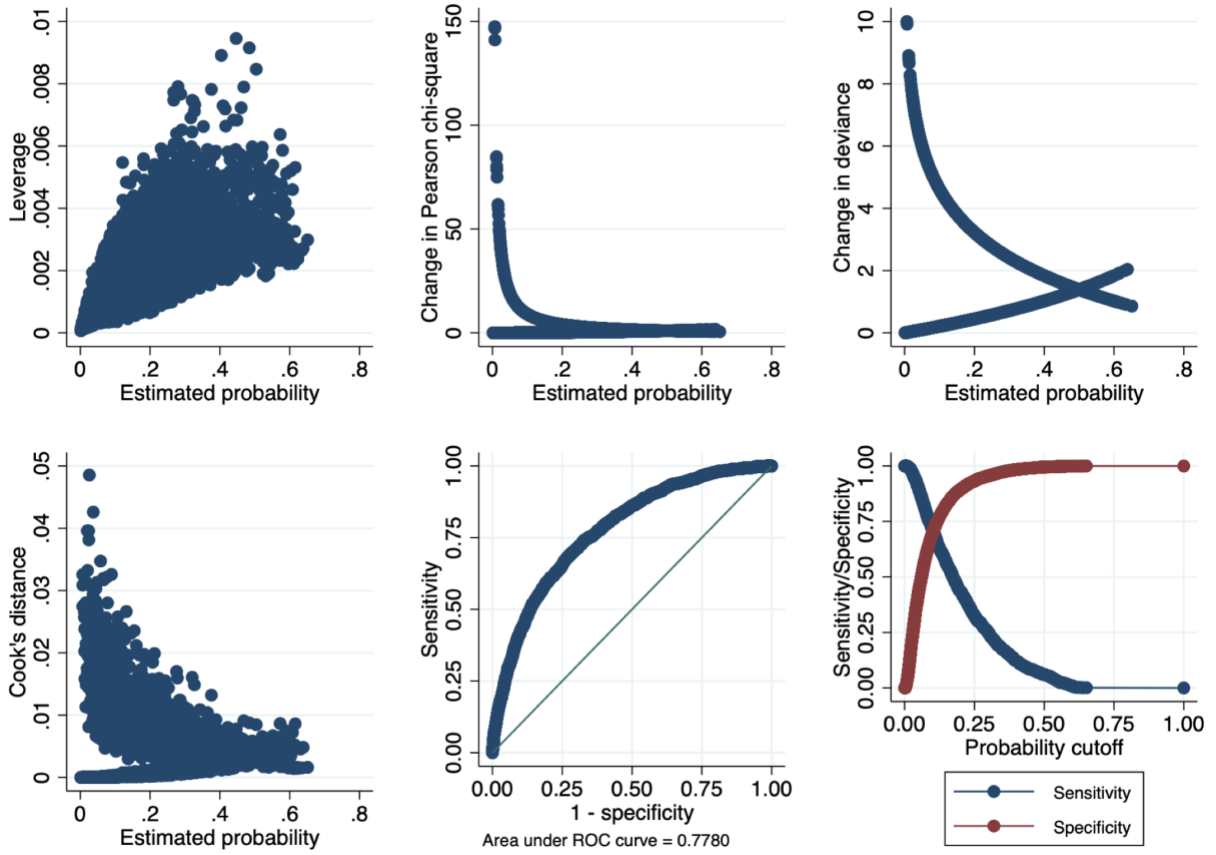 Leverage
.01
.008
.006
.004
.002
0
0 .2 .4 .6 .8
Estimated probability
Change in Pearson chi-square
150
100
50
0
0 .2 .4 .6 .8
Estimated probability
Change in deviance
10
8
6
4
2
0
0 .2 .4 .6 .8
Estimated probability
Cook's distance
.05
.04
.03
.02
.01
0
0 .2 .4 .6 .8
Estimated probability
Sensitivity
1.00
0.75
0.50
0.25
0.00
0.00 0.25 0.50 0.75 1.00
1 - specificity
Area under ROC curve = 0.7780
Sensitivity/Specificity
1.00
0.75
0.50
0.25
0.00
0.00 0.25 0.50 0.75 1.00
Probability cutoff
Sensitivity
Specificity